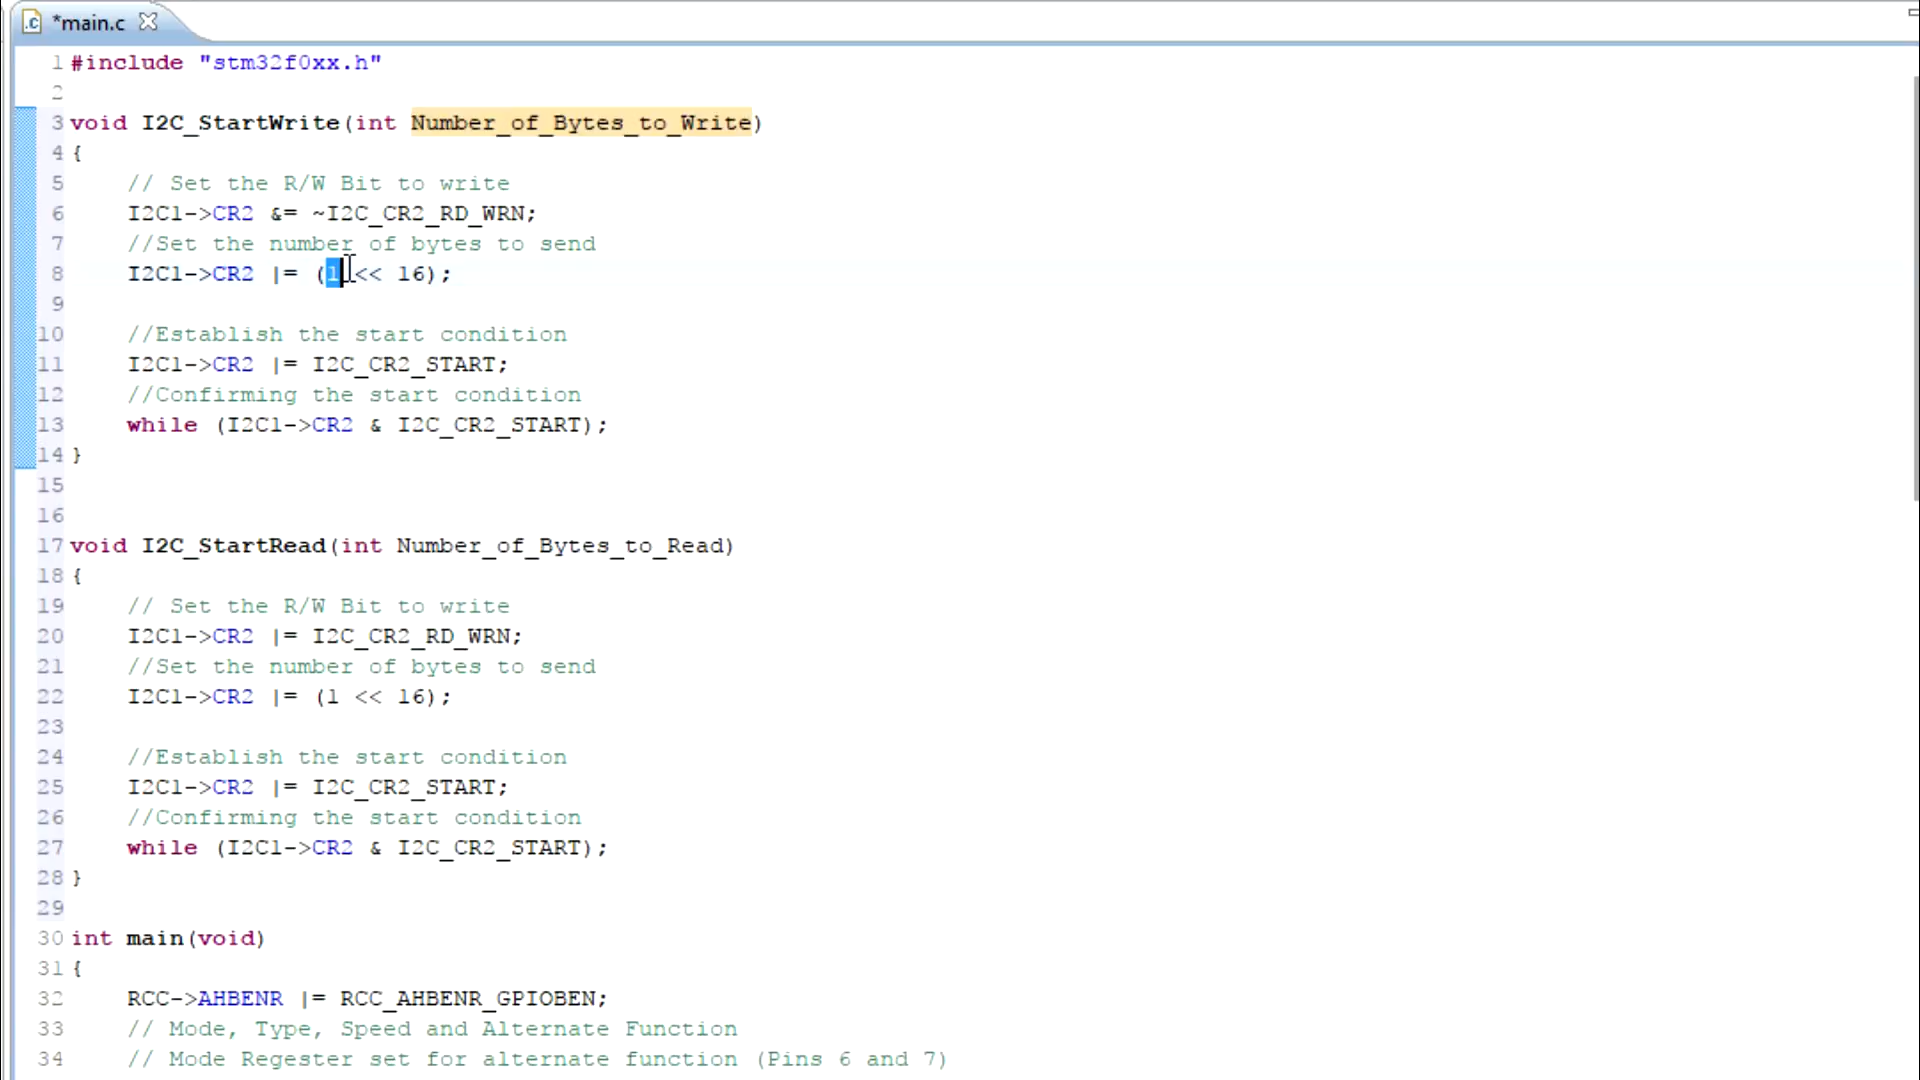 *main.c
1 #include "stm32f0xx.h"
2
3 void I2C_StartWrite(int Number_of_Bytes_to_Write)
4 {
5 // Set the R/W Bit to write
6 I2C1->CR2 &= ~I2C_CR2_RD_WRN;
7 //Set the number of bytes to send
8 I2C1->CR2 |= (1 << 16);
9
10 //Establish the start condition
11 I2C1->CR2 |= I2C_CR2_START;
12 //Confirming the start condition
13 while (I2C1->CR2 & I2C_CR2_START);
14 }
15
16
17 void I2C_StartRead(int Number_of_Bytes_to_Read)
18 {
19 // Set the R/W Bit to write
20 I2C1->CR2 |= I2C_CR2_RD_WRN;
21 //Set the number of bytes to send
22 I2C1->CR2 |= (1 << 16);
23
24 //Establish the start condition
25 I2C1->CR2 |= I2C_CR2_START;
26 //Confirming the start condition
27 while (I2C1->CR2 & I2C_CR2_START);
28 }
29
30 int main(void)
31 {
32 RCC->AHBENR |= RCC_AHBENR_GPIOBEN;
33 // Mode, Type, Speed and Alternate Function
34 // Mode Regester set for alternate function (Pins 6 and 7)